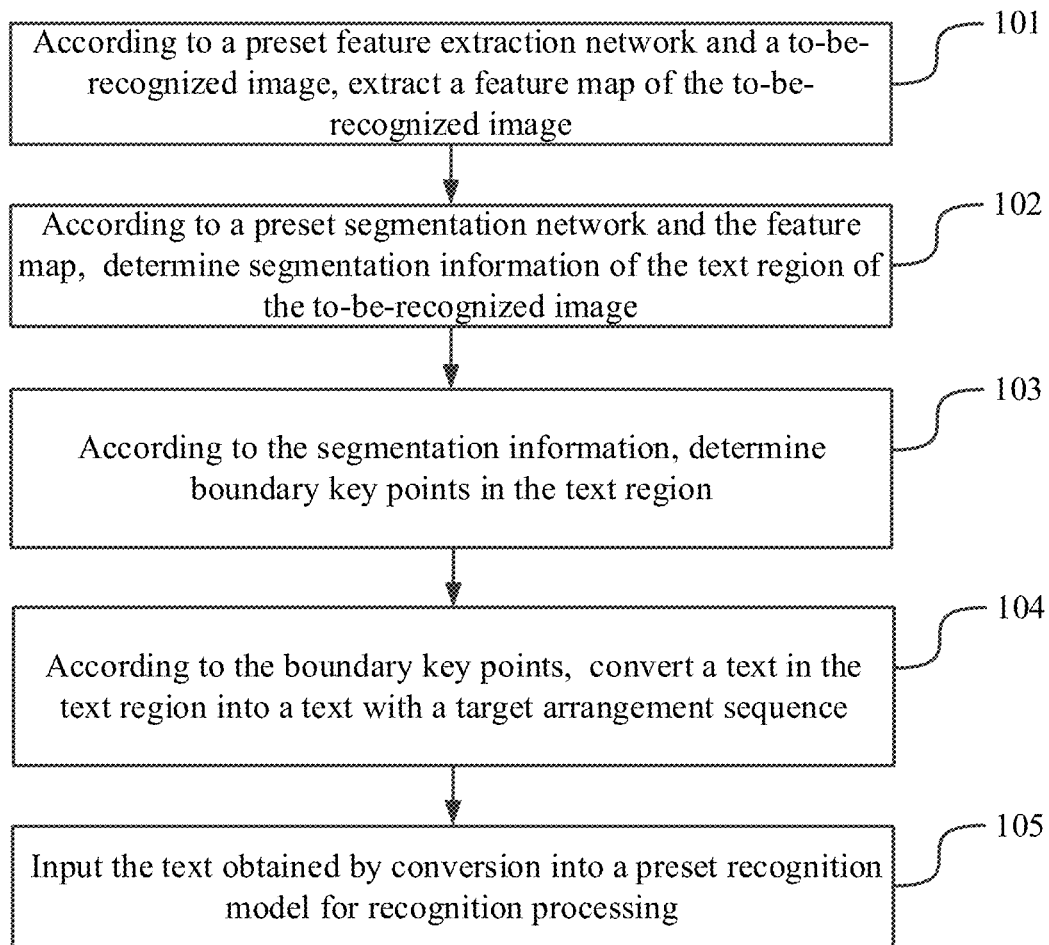 101
According to a preset feature extraction network and a to-be-
recognized image, extract a feature map of the to-be-
recognized image
102
According to a preset segmentation network and the feature
map, determine segmentation information of the text region of
the to-be-recognized image
103
According to the segmentation information, determine
boundary key points in the text region
104
According to the boundary key points, convert a text in the
text region into a text with a target arrangement sequence
105
Input the text obtained by conversion into a preset recognition
model for recognition processing